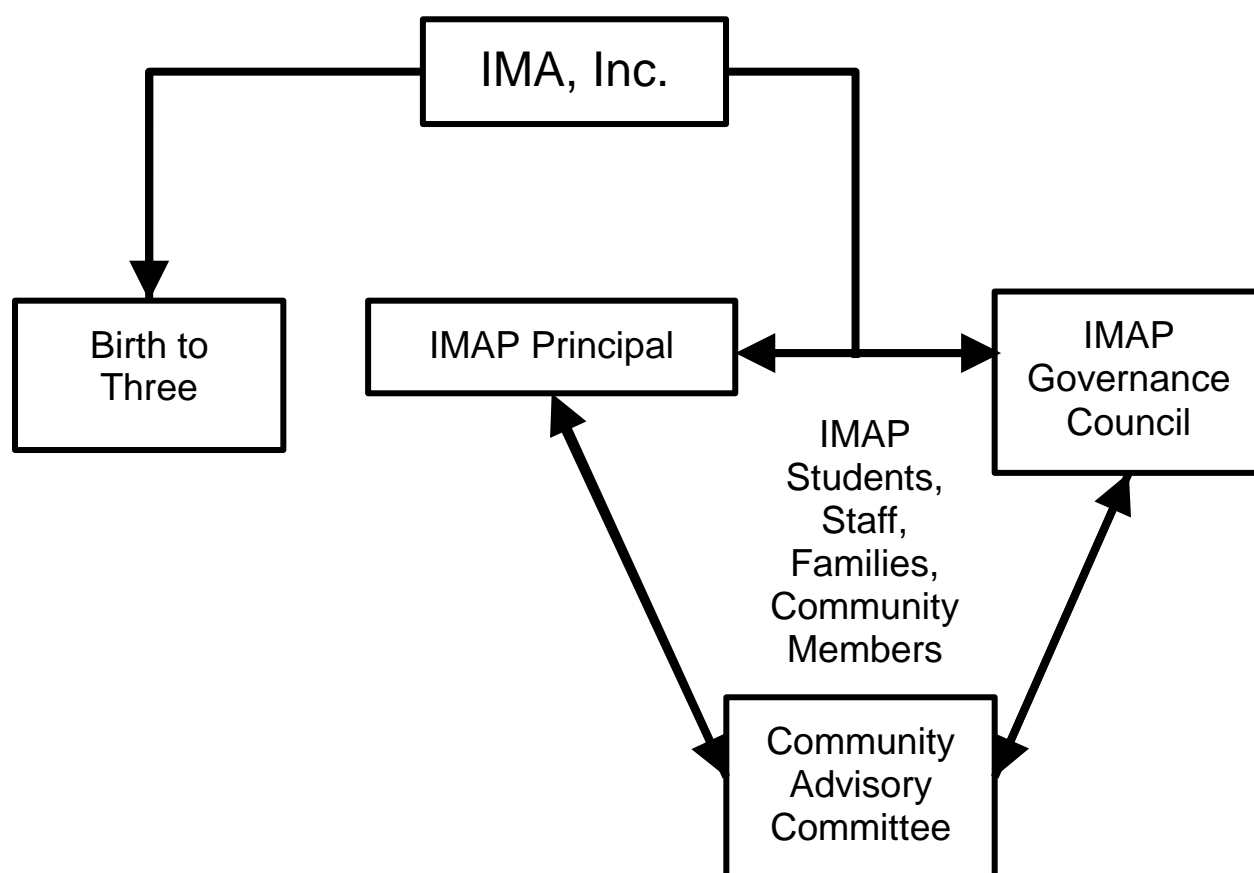 IMA, Inc.
Birth to
Three
IMAP Principal
IMAP
Governance
Council
IMAP
Students,
Staff,
Families,
Community
Members
Community
Advisory
Committee